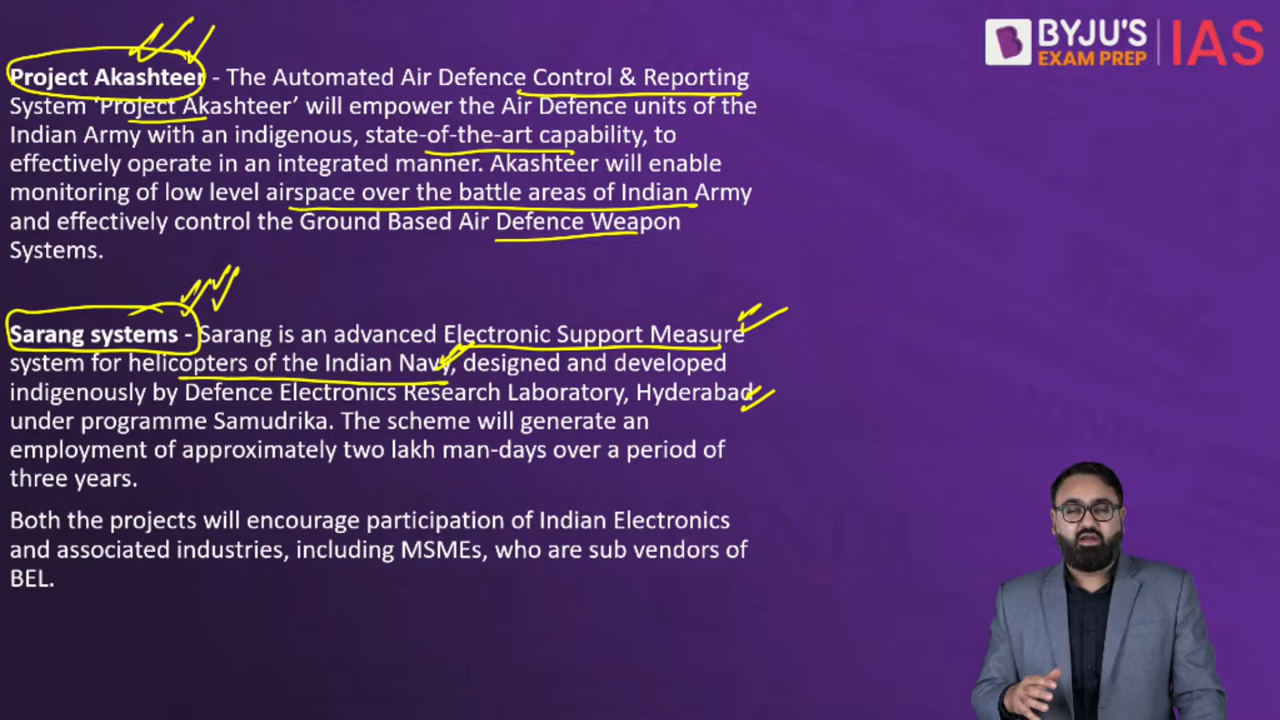 BYJU'S
EXAM PREP
IAS
Project Akashteer - The Automated Air Defence Control & Reporting
System ‘Project Akashteer’ will empower the Air Defence units of the
Indian Army with an indigenous, state-of-the-art capability, to
effectively operate in an integrated manner. Akashteer will enable
monitoring of low level airspace over the battle areas of Indian Army
and effectively control the Ground Based Air Defence Weapon
Systems.
Sarang systems - Sarang is an advanced Electronic Support Measure
system for helicopters of the Indian Navy, designed and developed
indigenously by Defence Electronics Research Laboratory, Hyderabad
under programme Samudrika. The scheme will generate an
employment of approximately two lakh man-days over a period of
three years.
Both the projects will encourage participation of Indian Electronics
and associated industries, including MSMEs, who are sub vendors of
BEL.